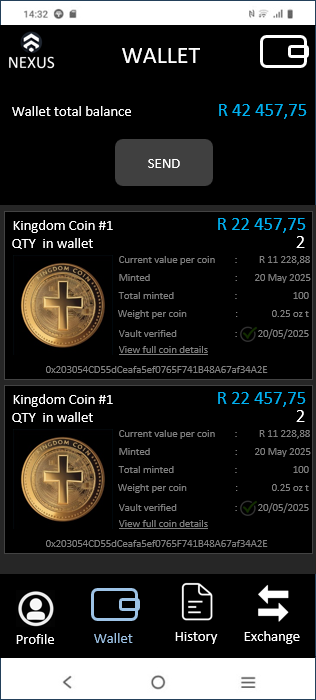 14:32
NEXUS
WALLET
Wallet total balance R 42 457,75
SEND
Kingdom Coin #1 R 22 457,75
QTY in wallet 2
KINGDOM COIN
Current value per coin : R 11 228,88
Minted : 20 May 2025
Total minted : 100
Weight per coin : 0.25 oz t
Vault verified : 20/05/2025
View full coin details
0x203054CD55dCeafa5ef0765F741B48A67af34A2E
Kingdom Coin #1 R 22 457,75
QTY in wallet 2
KINGDOM COIN
Current value per coin : R 11 228,88
Minted : 20 May 2025
Total minted : 100
Weight per coin : 0.25 oz t
Vault verified : 20/05/2025
View full coin details
0x203054CD55dCeafa5ef0765F741B48A67af34A2E
Profile Wallet History Exchange